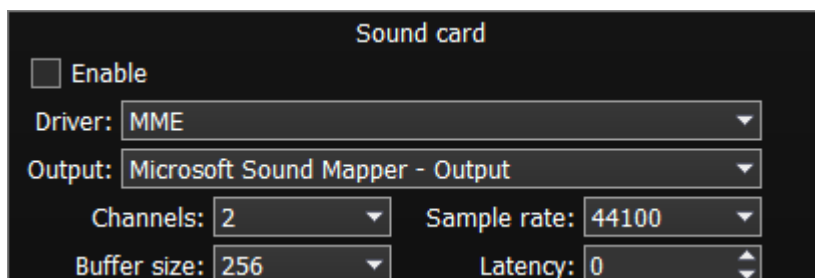 Sound card
Enable
Driver: MME
Output: Microsoft Sound Mapper - Output
Channels: 2 Sample rate: 44100
Buffer size: 256 Latency: 0